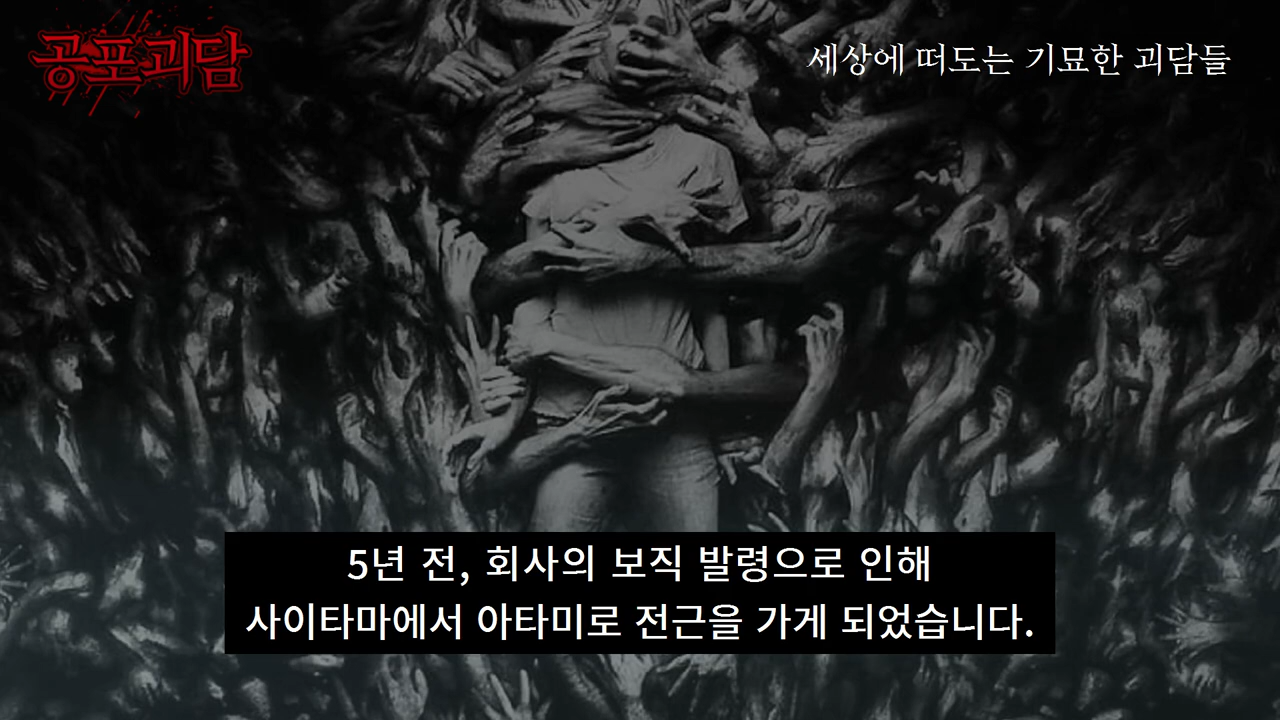 공포괴담
세상에 떠도는 기묘한 괴담들
5년 전, 회사의 보직 발령으로 인해
사이타마에서 아타미로 전근을 가게 되었습니다.